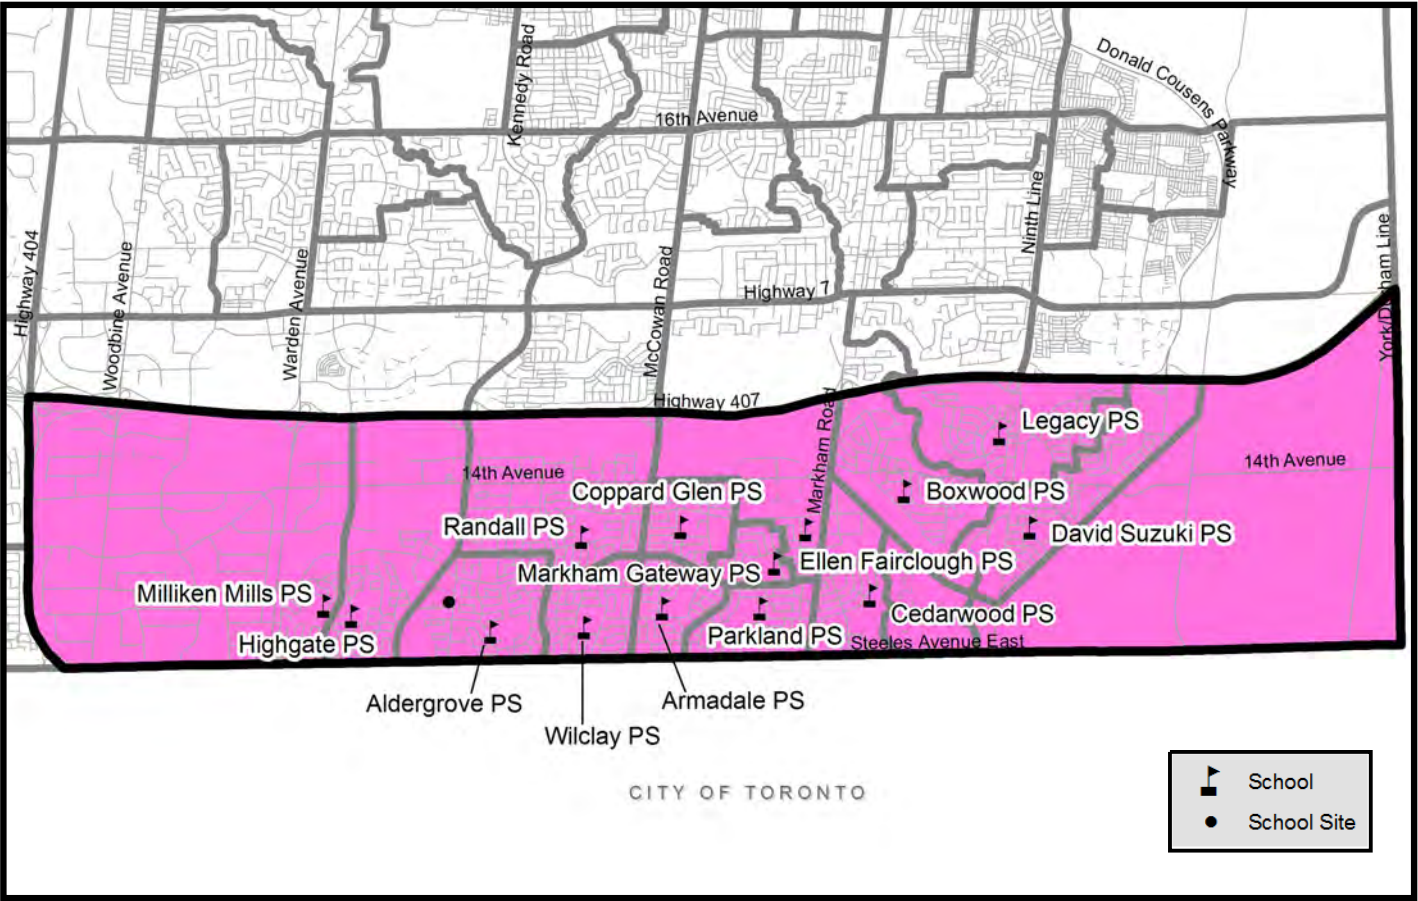 Donald Cousens Parkway
Kennedy Road
16th Avenue
Ninth Line
Highway 404
Woodbine Avenue
Warden Avenue
McCowan Road
Highway 7
York/Durham Line
Highway 407
Markham Road
Legacy PS
14th Avenue
14th Avenue
Coppard Glen PS
Boxwood PS
Randall PS
David Suzuki PS
Ellen Fairclough PS
Markham Gateway PS
Milliken Mills PS
Cedarwood PS
Highgate PS
Parkland PS
Steeles Avenue East
Aldergrove PS
Armadale PS
Wilclay PS
CITY OF TORONTO
School
School Site